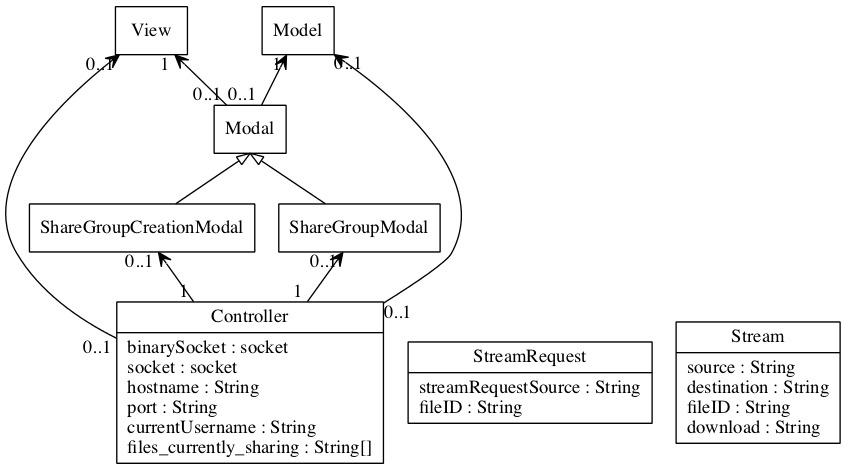 View
Model
0..1
1
1
0..1
0..1
0..1
Modal
ShareGroupCreationModal
ShareGroupModal
0..1
0..1
1
1
Controller
0..1
0..1
binarySocket : socket
socket : socket
hostname : String
port : String
currentUsername : String
files_currently_sharing : String[]
StreamRequest
streamRequestSource : String
fileID : String
Stream
source : String
destination : String
fileID : String
download : String